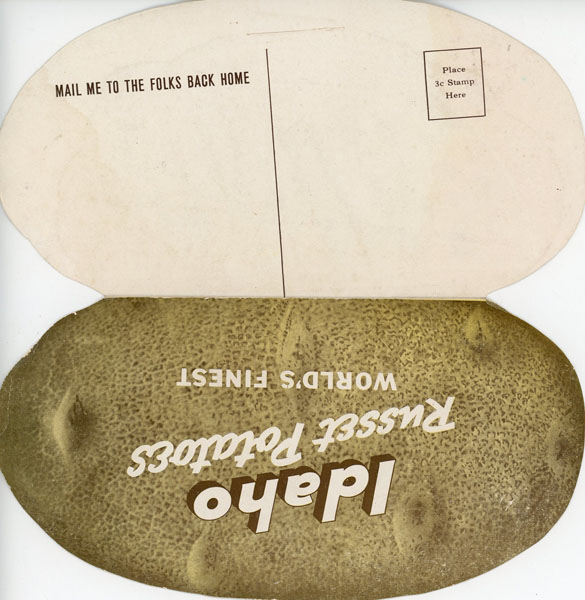 MAIL ME TO THE FOLKS BACK HOME
Place
3c Stamp
Here
Idaho
Russet Potatoes
WORLD'S FINEST